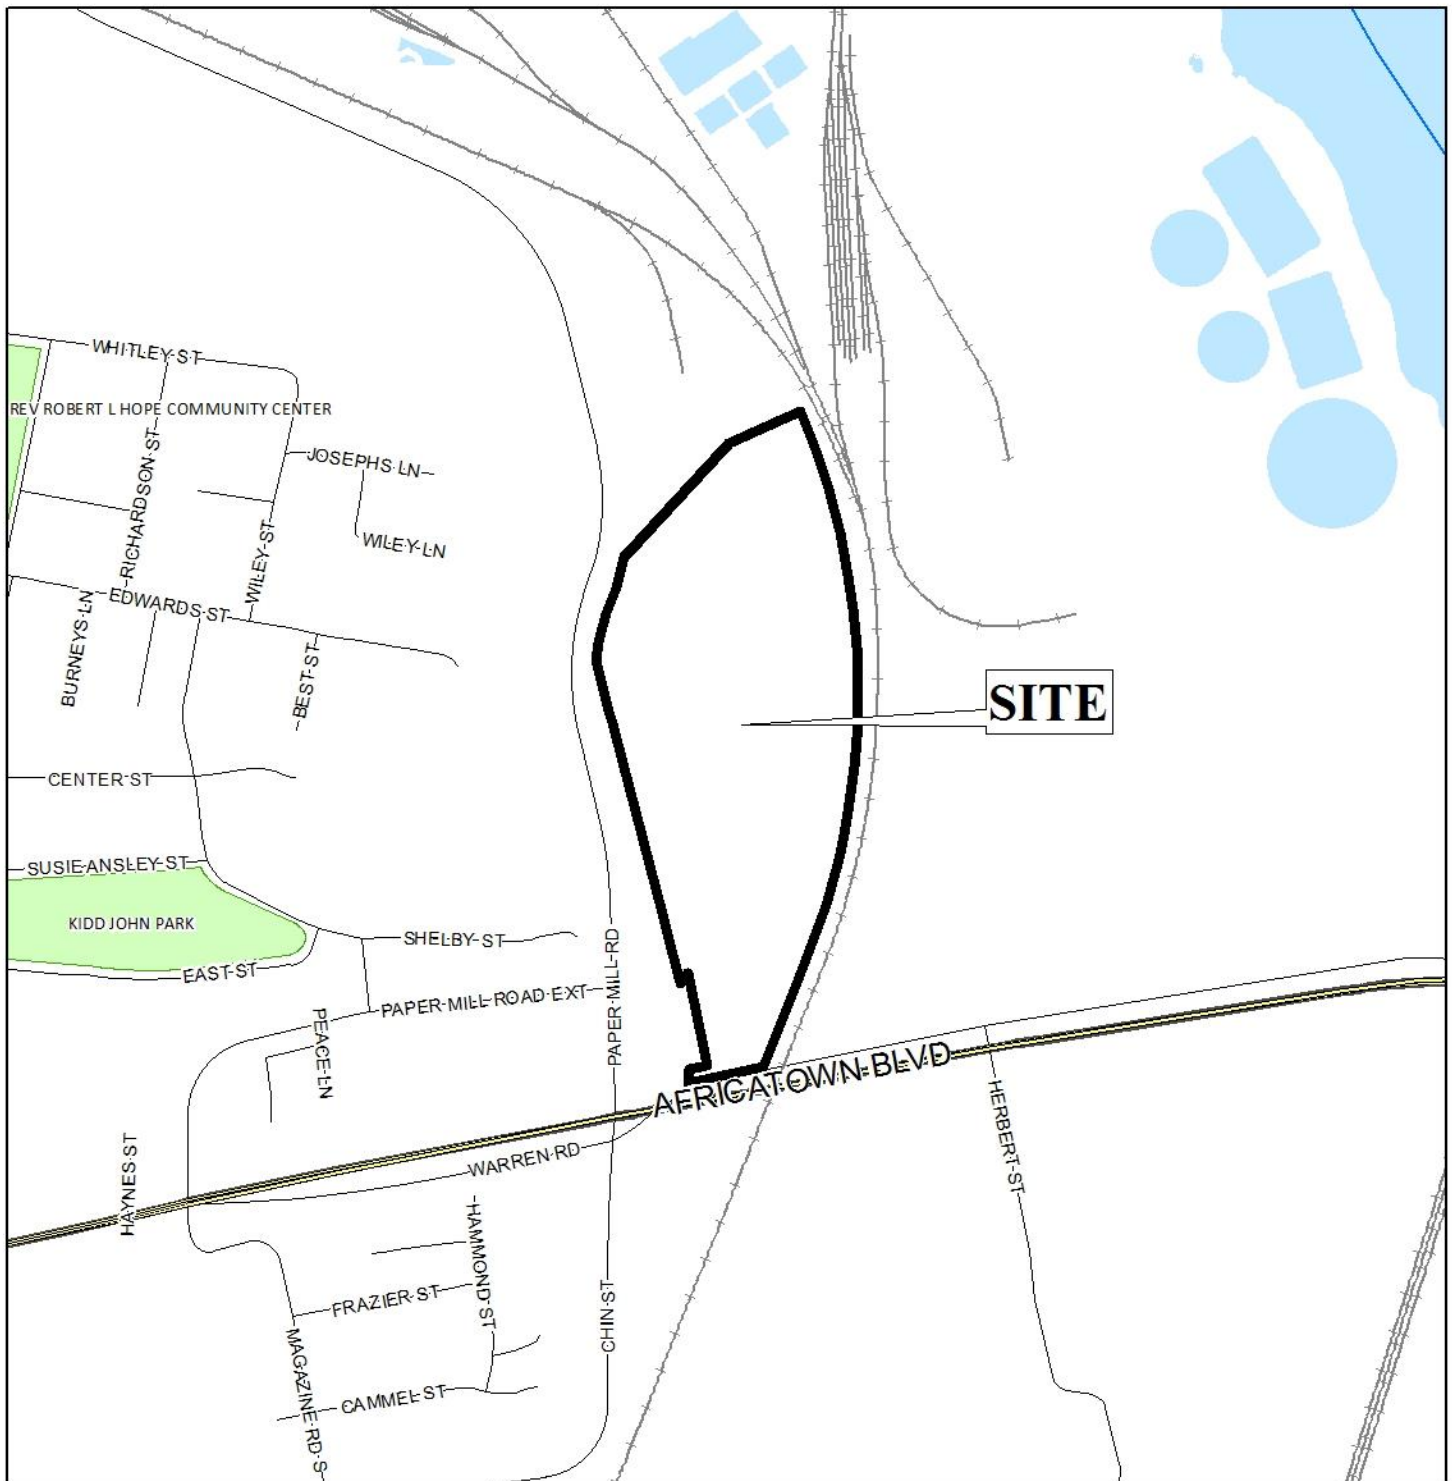 WHITLEY ST
REV ROBERT L HOPE COMMUNITY CENTER
RICHARDSON ST
JOSEPHS LN
WILEY ST
WILEY LN
EDWARDS ST
BURNEYS LN
BEST ST
SITE
CENTER ST
SUSIE ANSLEY ST
KIDD JOHN PARK
SHELBY ST
EAST ST
PAPER MILL RD
PAPER MILL ROAD EXT
PEACE LN
AFRICATOWN BLVD
HERBERT ST
HAYNES ST
WARREN RD
HAMMOND ST
FRAZIER ST
CHIN ST
MAGAZINE RD S
CAMMEL ST